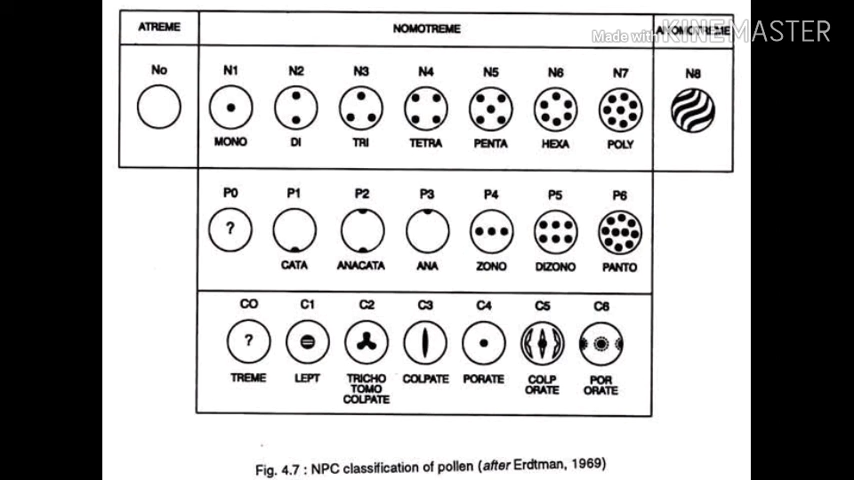 ATREME NOMOTREME ANOMOTREME
Made with KINEMASTER
No N1 N2 N3 N4 N5 N6 N7 N8
MONO DI TRI TETRA PENTA HEXA POLY
P0 P1 P2 P3 P4 P5 P6
?
CATA ANACATA ANA ZONO DIZONO PANTO
CO C1 C2 C3 C4 C5 C6
?
TREME LEPT TRICHO COLPATE PORATE COLP POR
TOMO ORATE ORATE
COLPATE
Fig. 4.7 : NPC classification of pollen (after Erdtman, 1969)